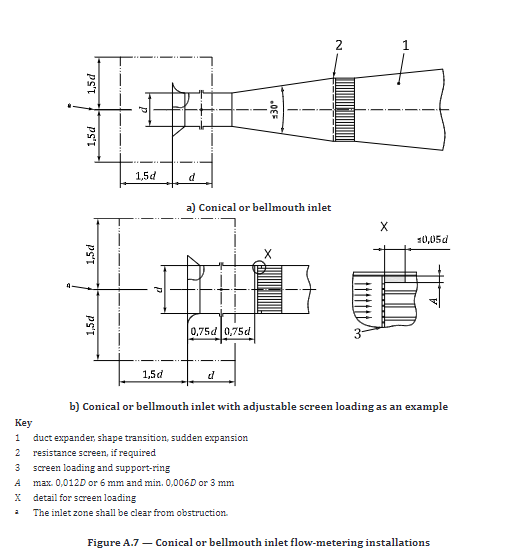 2
1
1,5d
a
d
≤30°
1,5d
1,5d
d
a) Conical or bellmouth inlet
X
X
≤0,05d
1,5d
a
d
A
1,5d
0,75d 0,75d
3
1,5d
d
b) Conical or bellmouth inlet with adjustable screen loading as an example
Key
1 duct expander, shape transition, sudden expansion
2 resistance screen, if required
3 screen loading and support-ring
A max. 0,012D or 6 mm and min. 0,006D or 3 mm
X detail for screen loading
a The inlet zone shall be clear from obstruction.
Figure A.7 — Conical or bellmouth inlet flow-metering installations